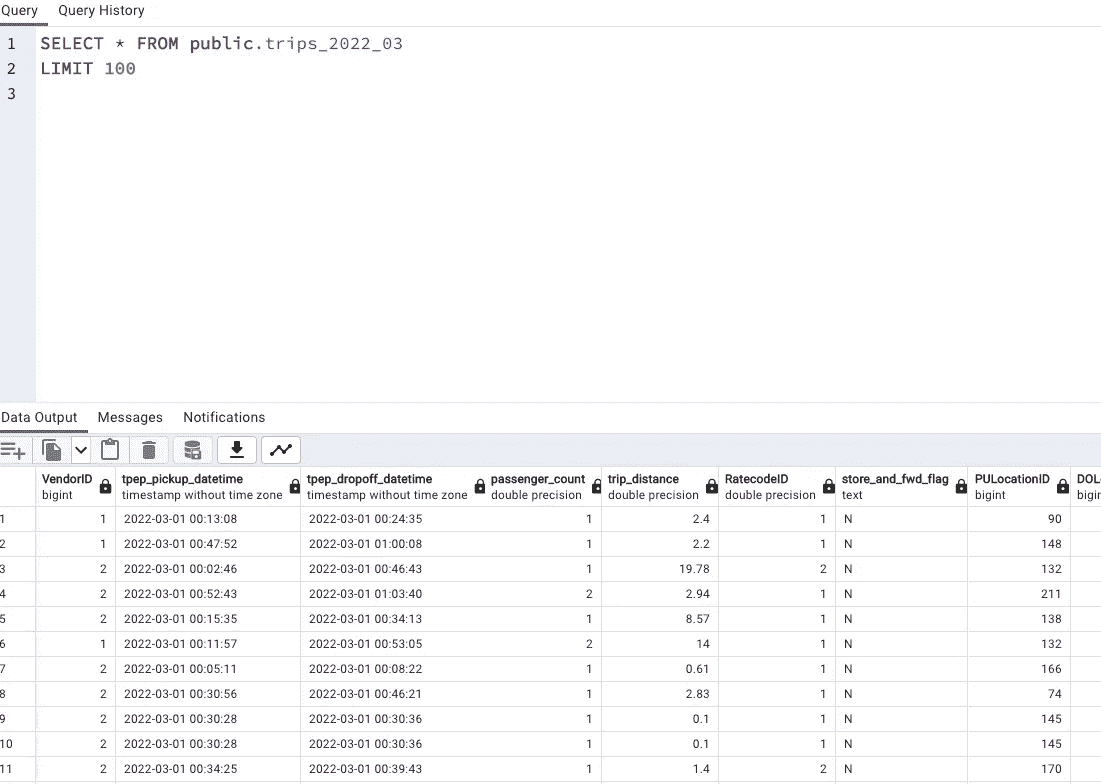 Query Query History
1 SELECT * FROM public.trips_2022_03
2 LIMIT 100
3
Data Output Messages Notifications
VendorID tpep_pickup_datetime tpep_dropoff_datetime passenger_count trip_distance RatecodeID store_and_fwd_flag PULocationID DOL
bigint timestamp without time zone timestamp without time zone double precision double precision double precision text bigint bigin
1 1 2022-03-01 00:13:08 2022-03-01 00:24:35 1 2.4 1 N 90
2 1 2022-03-01 00:47:52 2022-03-01 01:00:08 1 2.2 1 N 148
3 2 2022-03-01 00:02:46 2022-03-01 00:46:43 1 19.78 2 N 132
4 2 2022-03-01 00:52:43 2022-03-01 01:03:40 2 2.94 1 N 211
5 2 2022-03-01 00:15:35 2022-03-01 00:34:13 1 8.57 1 N 138
6 1 2022-03-01 00:11:57 2022-03-01 00:53:05 2 14 1 N 132
7 2 2022-03-01 00:05:11 2022-03-01 00:08:22 1 0.61 1 N 166
8 2 2022-03-01 00:30:56 2022-03-01 00:46:21 1 2.83 1 N 74
9 2 2022-03-01 00:30:28 2022-03-01 00:30:36 1 0.1 1 N 145
10 2 2022-03-01 00:30:28 2022-03-01 00:30:36 1 0.1 1 N 145
11 2 2022-03-01 00:34:25 2022-03-01 00:39:43 1 1.4 2 N 170